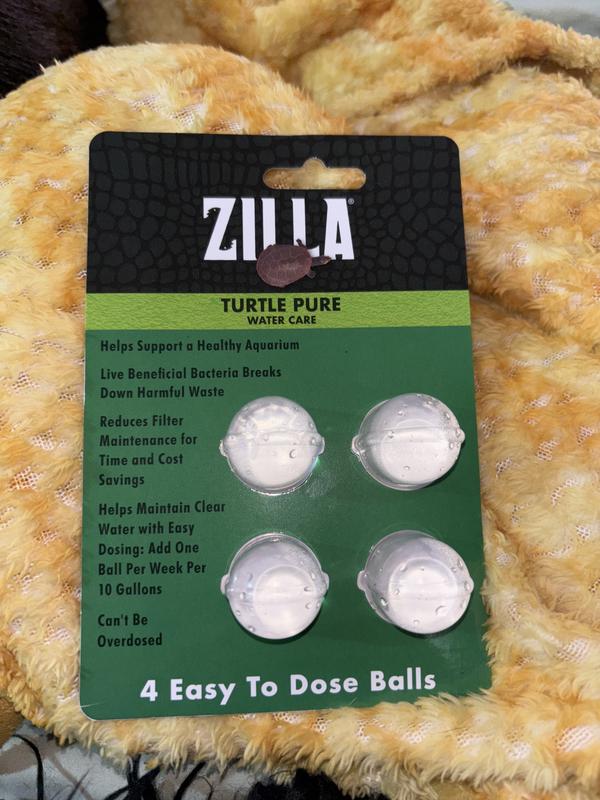 ZILLA®
TURTLE PURE
WATER CARE
Helps Support a Healthy Aquarium
Live Beneficial Bacteria Breaks
Down Harmful Waste
Reduces Filter
Maintenance for
Time and Cost
Savings
Helps Maintain Clear
Water with Easy
Dosing: Add One
Ball Per Week Per
10 Gallons
Can't Be
Overdosed
4 Easy To Dose Balls